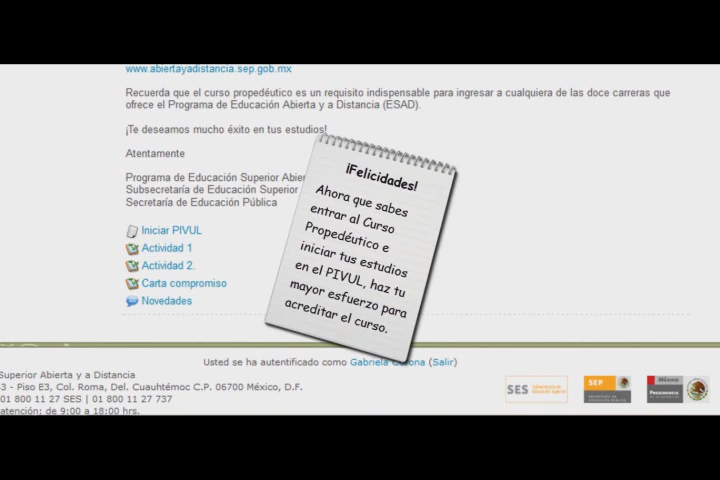 www.abiertayadistancia.sep.gob.mx
Recuerda que el curso propedéutico es un requisito indispensable para ingresar a cualquiera de las doce carreras que
ofrece el Programa de Educación Abierta y a Distancia (ESAD).
¡Te deseamos mucho éxito en tus estudios!
Atentamente
Programa de Educación Superior Abier
Subsecretaría de Educación Superior
Secretaría de Educación Pública
Iniciar PIVUL
Actividad 1
Actividad 2.
Carta compromiso
Novedades
¡Felicidades!
Ahora que sabes
entrar al Curso
Propedéutico e
iniciar tus estudios
en el PIVUL, haz tu
mayor esfuerzo para
acreditar el curso.
Usted se ha autentificado como Gabriela (Salir)
Superior Abierta y a Distancia
3 - Piso E3, Col. Roma, Del. Cuauhtémoc C.P. 06700 México, D.F.
01 800 11 27 SES | 01 800 11 27 737
atención: de 9:00 a 18:00 hrs.
SES
SEP
México
Presidencia